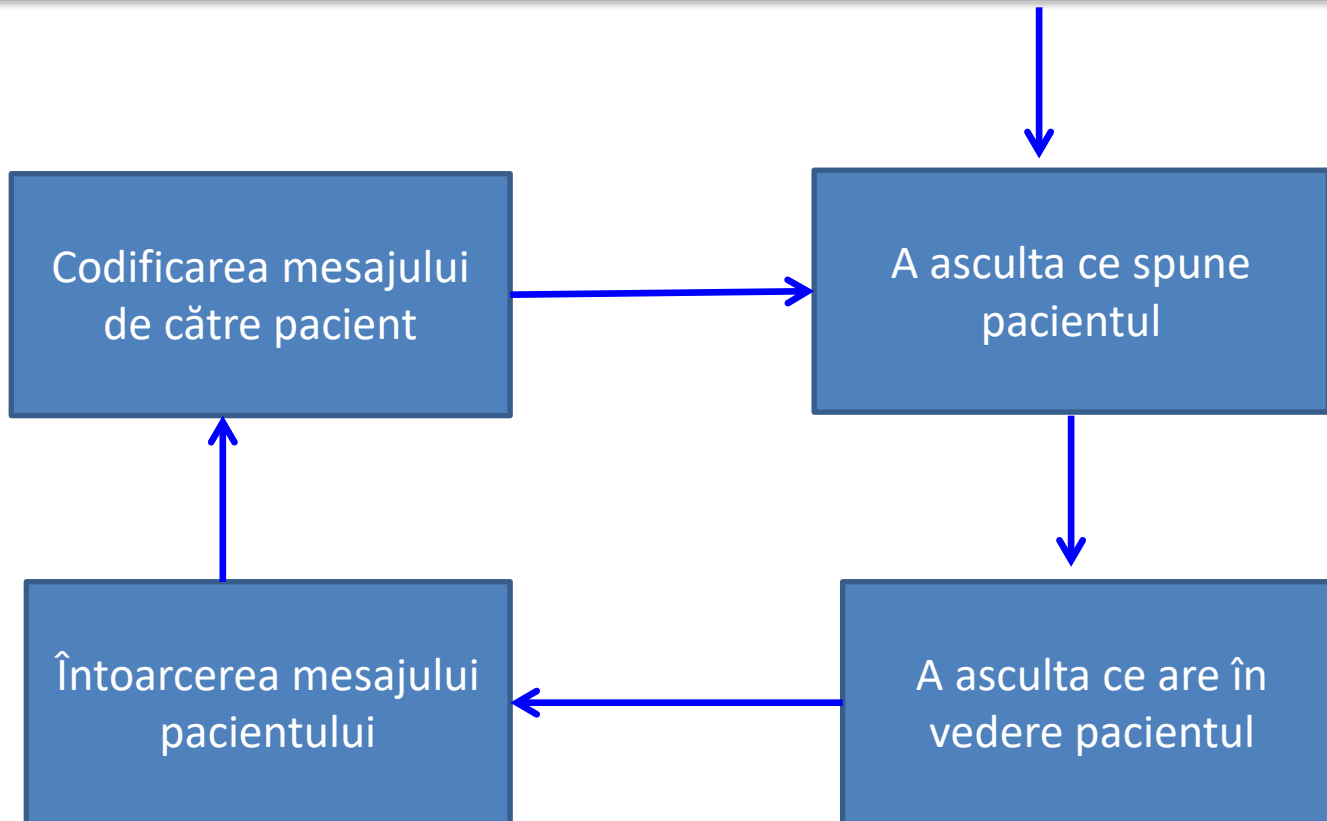 Codificarea mesajului
de către pacient
A asculta ce spune
pacientul
Întoarcerea mesajului
pacientului
A asculta ce are în
vedere pacientul